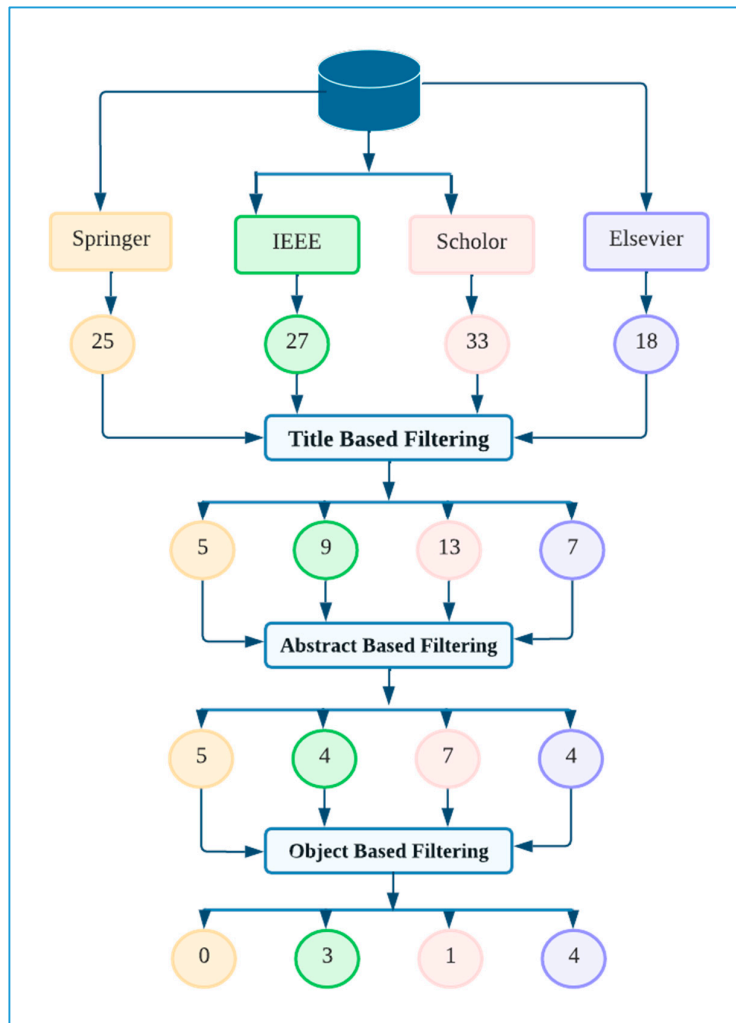 Springer
IEEE
Scholor
Elsevier
25
27
33
18
Title Based Filtering
5
9
13
7
Abstract Based Filtering
5
4
7
4
Object Based Filtering
0
3
1
4